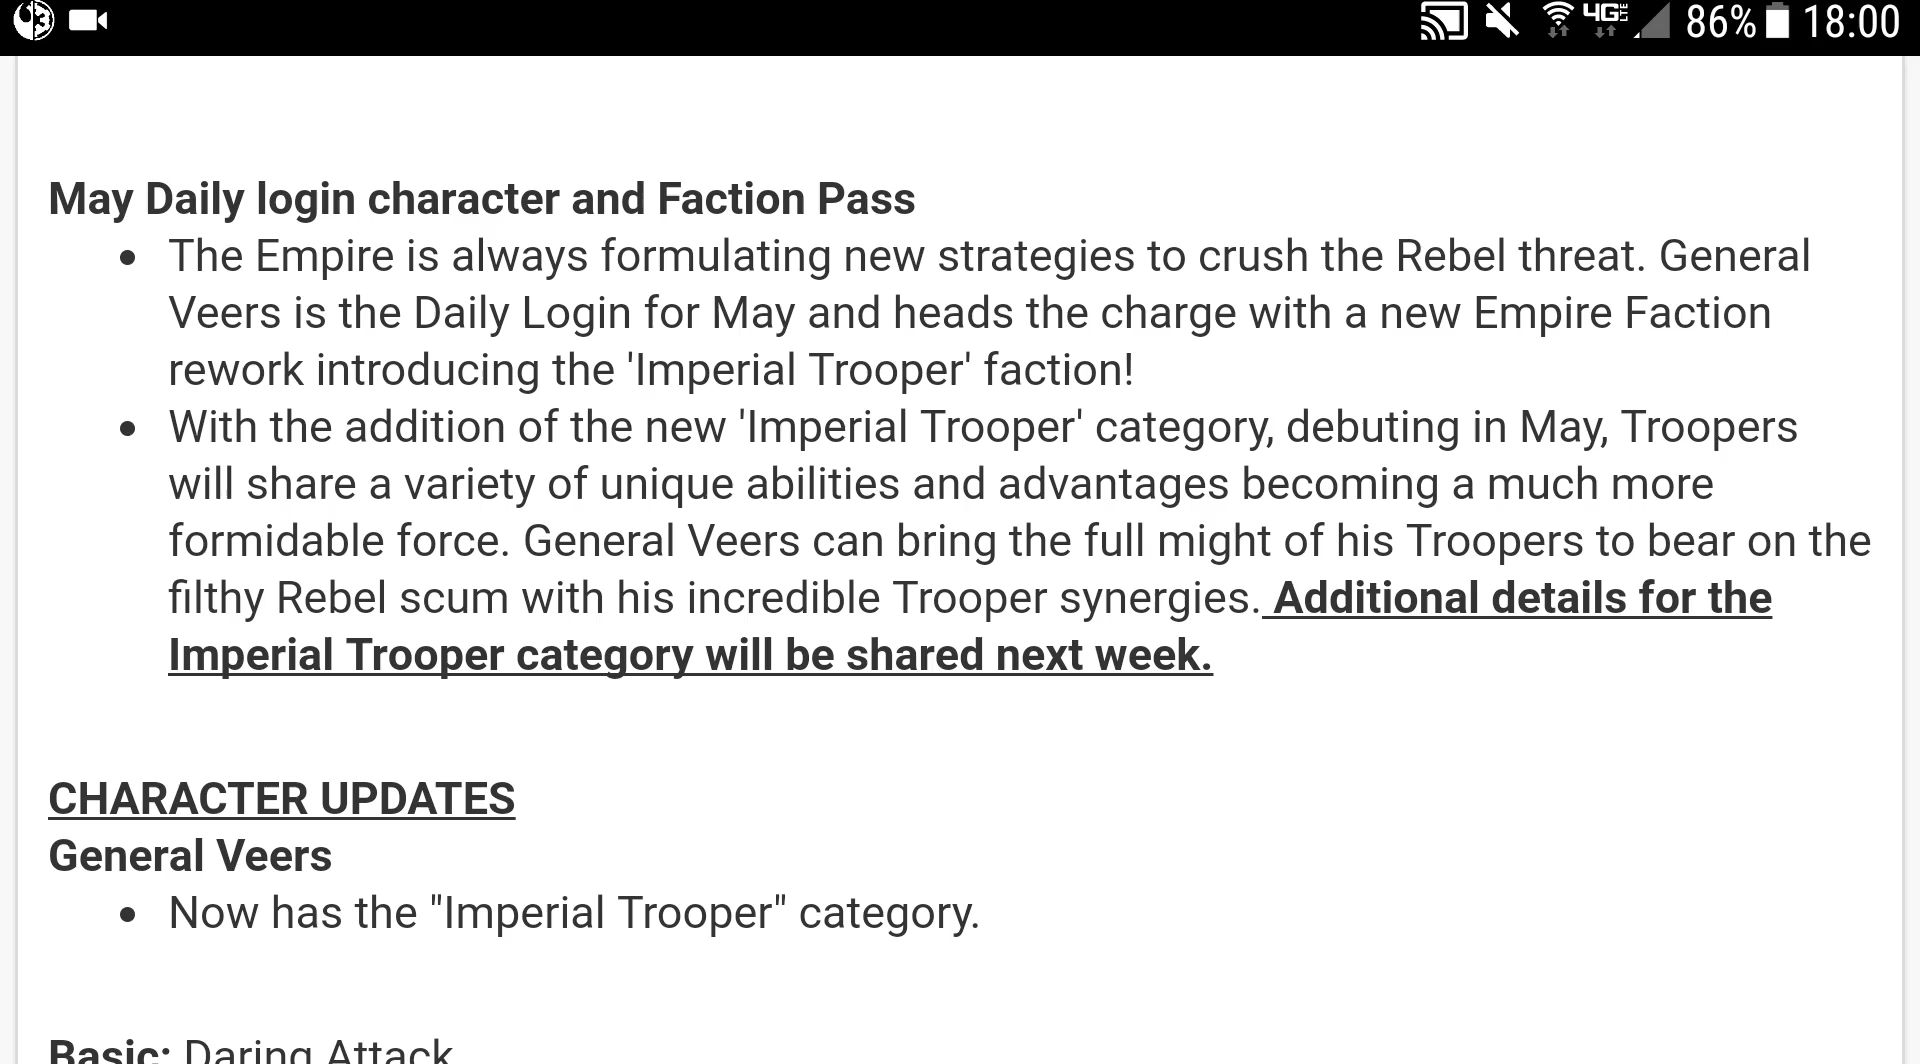 4G LTE 86% 18:00
May Daily login character and Faction Pass
• The Empire is always formulating new strategies to crush the Rebel threat. General
Veers is the Daily Login for May and heads the charge with a new Empire Faction
rework introducing the 'Imperial Trooper' faction!
• With the addition of the new 'Imperial Trooper' category, debuting in May, Troopers
will share a variety of unique abilities and advantages becoming a much more
formidable force. General Veers can bring the full might of his Troopers to bear on the
filthy Rebel scum with his incredible Trooper synergies. Additional details for the
Imperial Trooper category will be shared next week.
CHARACTER UPDATES
General Veers
• Now has the "Imperial Trooper" category.
Basic: Daring Attack